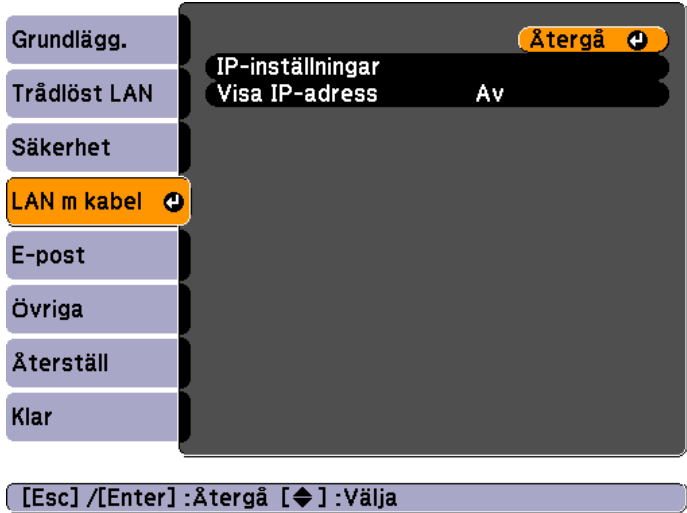 Grundlägg.
Trådlöst LAN
Säkerhet
LAN m kabel
E-post
Övriga
Återställ
Klar
Återgå
IP-inställningar
Visa IP-adress Av
[Esc] /[Enter] :Återgå [◆] :Välja